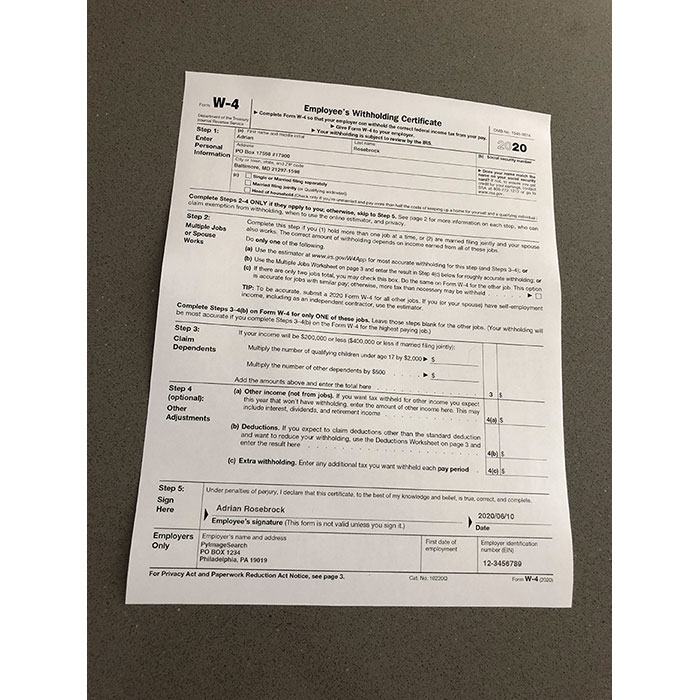 Form W-4
Department of the Treasury
Internal Revenue Service
Employee's Withholding Certificate
▶ Complete Form W-4 so that your employer can withhold the correct federal income tax from your pay.
▶ Give Form W-4 to your employer.
▶ Your withholding is subject to review by the IRS.
OMB No. 1545-0074
2020
Step 1:
Enter
Personal
Information
(a) First name and middle initial
Adrian
Last name
Rosebrock
(b) Social security number
Address
PO Box 17598 #17900
City or town, state, and ZIP code
Baltimore, MD 21297-1598
▶ Does your name match the
name on your social security
card? If not, to ensure you get
credit for your earnings, contact
SSA at 800-772-1213 or go to
www.ssa.gov.
(c) Single or Married filing separately
Married filing jointly (or Qualifying widow(er))
Head of household (Check only if you're unmarried and pay more than half the costs of keeping up a home for yourself and a qualifying individual.)
Complete Steps 2–4 ONLY if they apply to you; otherwise, skip to Step 5. See page 2 for more information on each step, who can
claim exemption from withholding, when to use the online estimator, and privacy.
Step 2:
Multiple Jobs
or Spouse
Works
Complete this step if you (1) hold more than one job at a time, or (2) are married filing jointly and your spouse
also works. The correct amount of withholding depends on income earned from all of these jobs.
Do only one of the following.
(a) Use the estimator at www.irs.gov/W4App for most accurate withholding for this step (and Steps 3–4); or
(b) Use the Multiple Jobs Worksheet on page 3 and enter the result in Step 4(c) below for roughly accurate withholding; or
(c) If there are only two jobs total, you may check this box. Do the same on Form W-4 for the other job. This option
is accurate for jobs with similar pay; otherwise, more tax than necessary may be withheld . . . . . ▶
TIP: To be accurate, submit a 2020 Form W-4 for all other jobs. If you (or your spouse) have self-employment
income, including as an independent contractor, use the estimator.
Complete Steps 3–4(b) on Form W-4 for only ONE of these jobs. Leave those steps blank for the other jobs. (Your withholding will
be most accurate if you complete Steps 3–4(b) on the Form W-4 for the highest paying job.)
Step 3:
Claim
Dependents
If your income will be $200,000 or less ($400,000 or less if married filing jointly):
Multiply the number of qualifying children under age 17 by $2,000 ▶ $
Multiply the number of other dependents by $500 . . . . . ▶ $
Add the amounts above and enter the total here . . . . . 3 $
Step 4
(optional):
Other
Adjustments
(a) Other income (not from jobs). If you want tax withheld for other income you expect
this year that won't have withholding, enter the amount of other income here. This may
include interest, dividends, and retirement income . . . . . 4(a) $
(b) Deductions. If you expect to claim deductions other than the standard deduction
and want to reduce your withholding, use the Deductions Worksheet on page 3 and
enter the result here . . . . . 4(b) $
(c) Extra withholding. Enter any additional tax you want withheld each pay period . 4(c) $
Step 5:
Sign
Here
Under penalties of perjury, I declare that this certificate, to the best of my knowledge and belief, is true, correct, and complete.
Adrian Rosebrock
2020/06/10
Employee's signature (This form is not valid unless you sign it.)
Date
Employers
Only
Employer's name and address
PyImageSearch
PO BOX 1234
Philadelphia, PA 19019
First date of
employment
Employer identification
number (EIN)
12-3456789
For Privacy Act and Paperwork Reduction Act Notice, see page 3.
Cat. No. 10220Q
Form W-4 (2020)